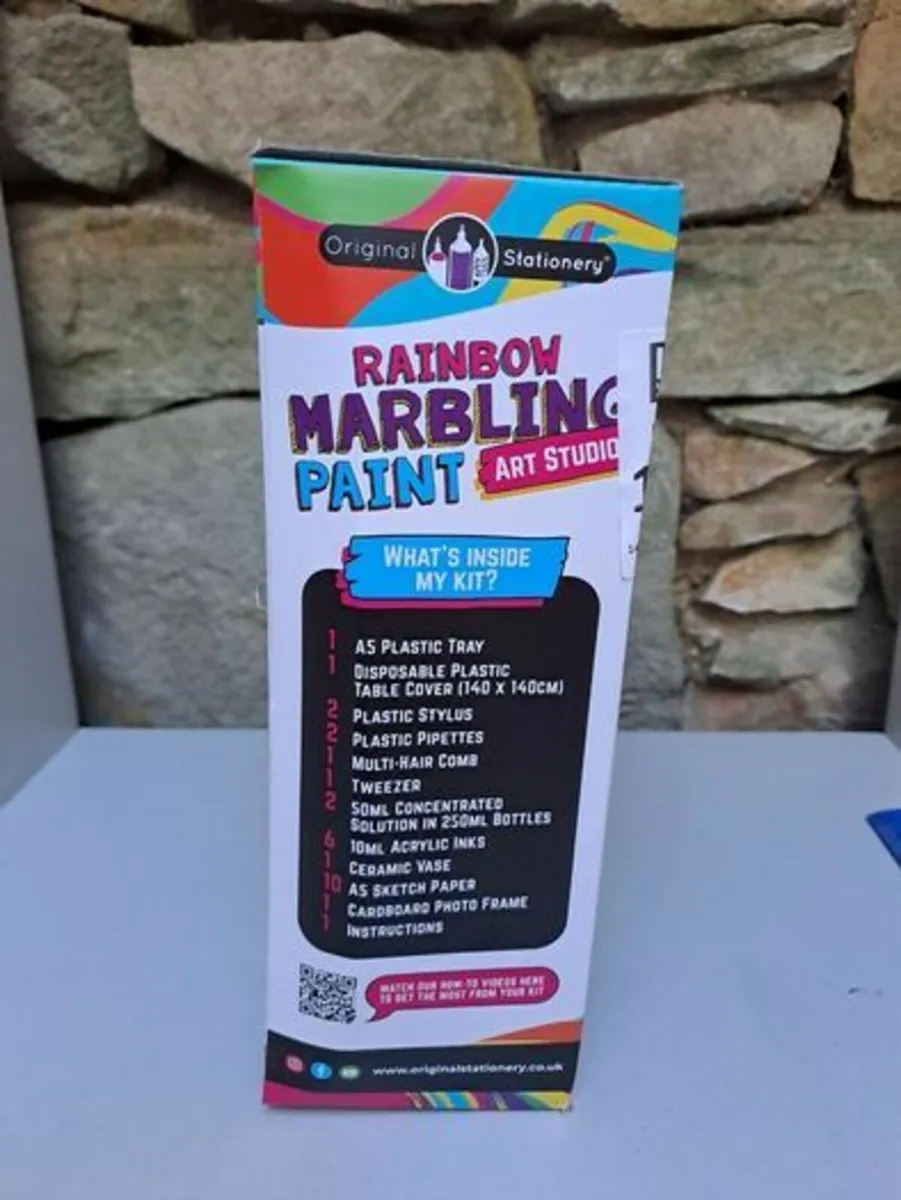 Original Stationery®
RAINBOW
MARBLING
PAINT
ART STUDIO
WHAT'S INSIDE
MY KIT?
1 A5 PLASTIC TRAY
1 DISPOSABLE PLASTIC
TABLE COVER (140 X 140CM)
2 PLASTIC STYLUS
2 PLASTIC PIPETTES
1 MULTI-HAIR COMB
1 TWEEZER
2 50ML CONCENTRATED
SOLUTION IN 250ML BOTTLES
6 10ML ACRYLIC INKS
1 CERAMIC VASE
10 A5 SKETCH PAPER
1 CARDBOARD PHOTO FRAME
1 INSTRUCTIONS
WATCH OUR HOW-TO VIDEOS HERE
TO GET THE MOST FROM YOUR KIT
www.originalstationery.co.uk